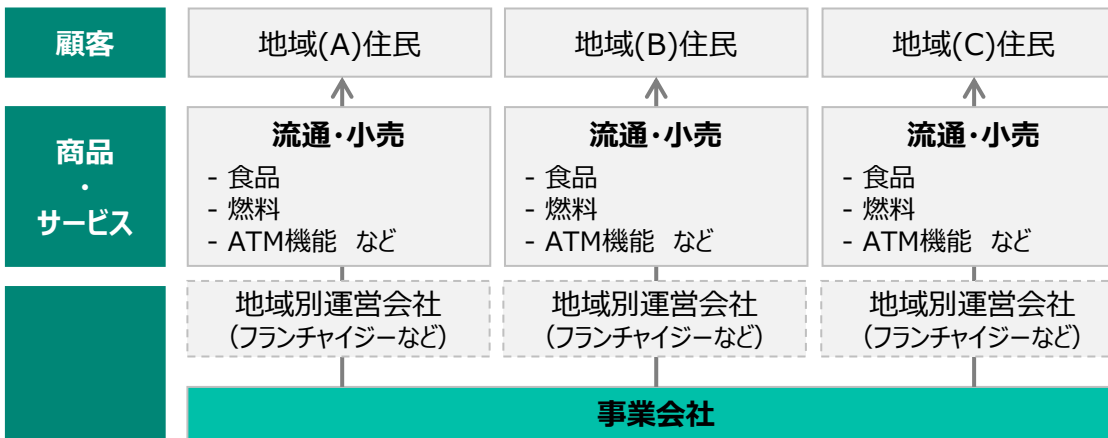 顧客
地域(A)住民
地域(B)住民
地域(C)住民
商品
・
サービス
流通・小売
- 食品
- 燃料
- ATM機能　など
流通・小売
- 食品
- 燃料
- ATM機能　など
流通・小売
- 食品
- 燃料
- ATM機能　など
地域別運営会社
(フランチャイジーなど)
地域別運営会社
(フランチャイジーなど)
地域別運営会社
(フランチャイジーなど)
事業会社